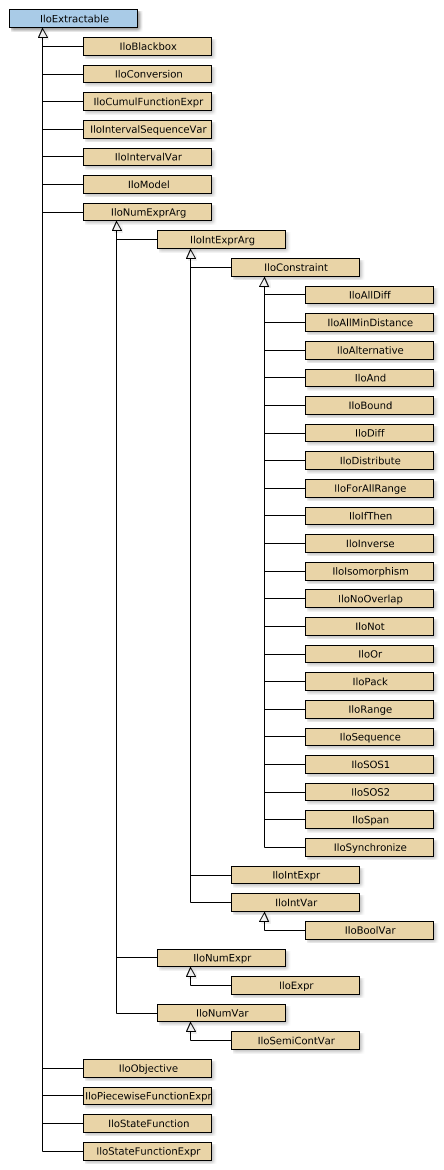 IloExtractable
IloBlackbox
IloConversion
IloCumulFunctionExpr
IloIntervalSequenceVar
IloIntervalVar
IloModel
IloNumExprArg
IloIntExprArg
IloConstraint
IloAllDiff
IloAllMinDistance
IloAlternative
IloAnd
IloBound
IloDiff
IloDistribute
IloForAllRange
IloIfThen
IloInverse
IloIsomorphism
IloNoOverlap
IloNot
IloOr
IloPack
IloRange
IloSequence
IloSOS1
IloSOS2
IloSpan
IloSynchronize
IloIntExpr
IloIntVar
IloBoolVar
IloNumExpr
IloExpr
IloNumVar
IloSemiContVar
IloObjective
IloPiecewiseFunctionExpr
IloStateFunction
IloStateFunctionExpr